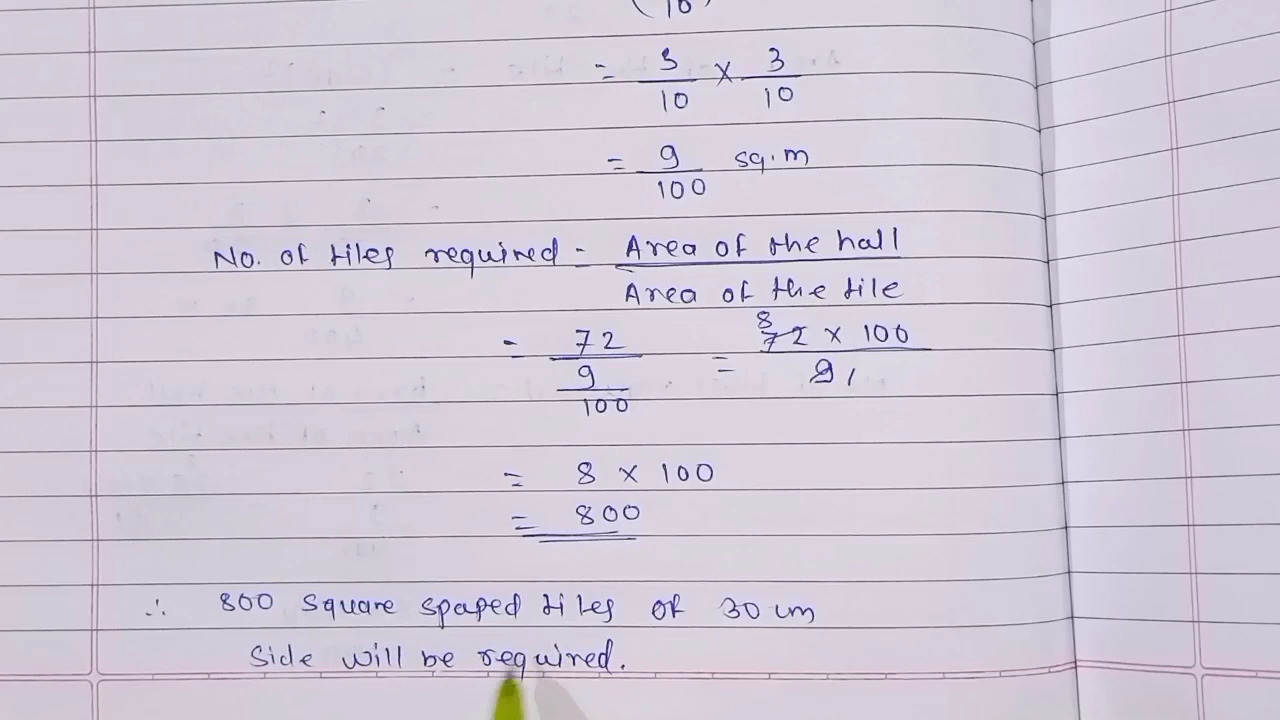 (10)
= 3/10 × 3/10
= 9/100 sq.m
No. of tiles required = Area of the hall / Area of the tile
= 72 / (9/100) = 8 72 × 100 / 9 1
= 8 × 100
= 800
∴ 800 square spaped tiles of 30 cm
side will be required.